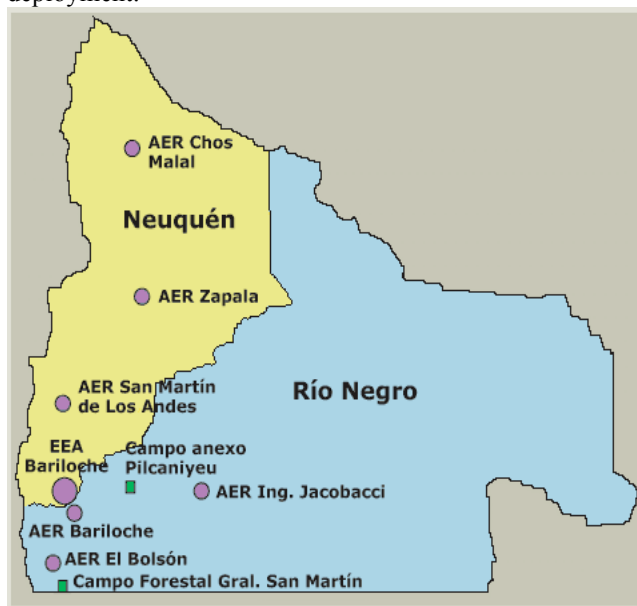 deployment.
AER Chos
Malal
Neuquén
AER Zapala
AER San Martín
de Los Andes
Río Negro
EEA
Bariloche
Campo anexo
Pilcaniyeu
AER Ing. Jacobacci
AER Bariloche
AER El Bolsón
Campo Forestal Gral. San Martín